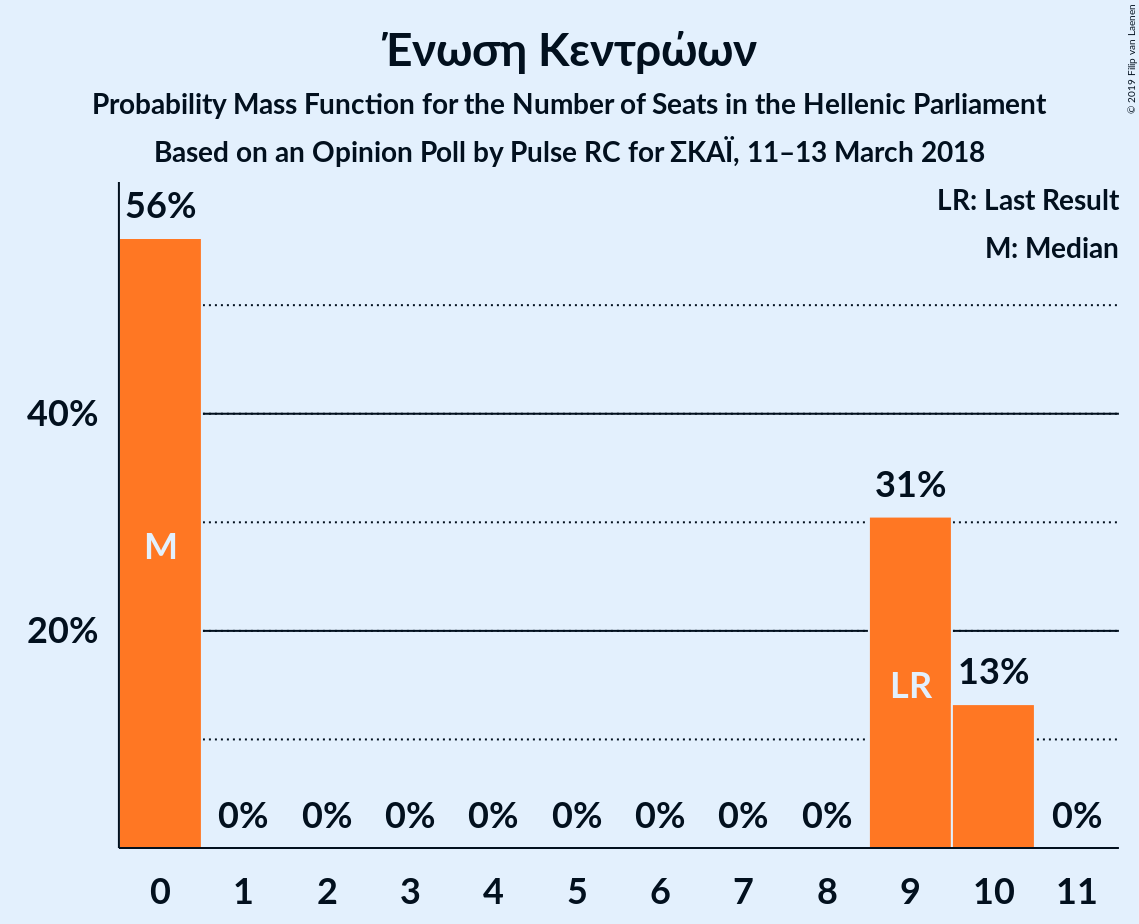 Ένωση Κεντρώων
Probability Mass Function for the Number of Seats in the Hellenic Parliament
Based on an Opinion Poll by Pulse RC for ΣΚΑΪ, 11–13 March 2018
© 2019 Filip van Laenen
LR: Last Result
M: Median
56%
40%
31%
M
20%
13%
LR
0% 0% 0% 0% 0% 0% 0% 0% 0%
0 1 2 3 4 5 6 7 8 9 10 11